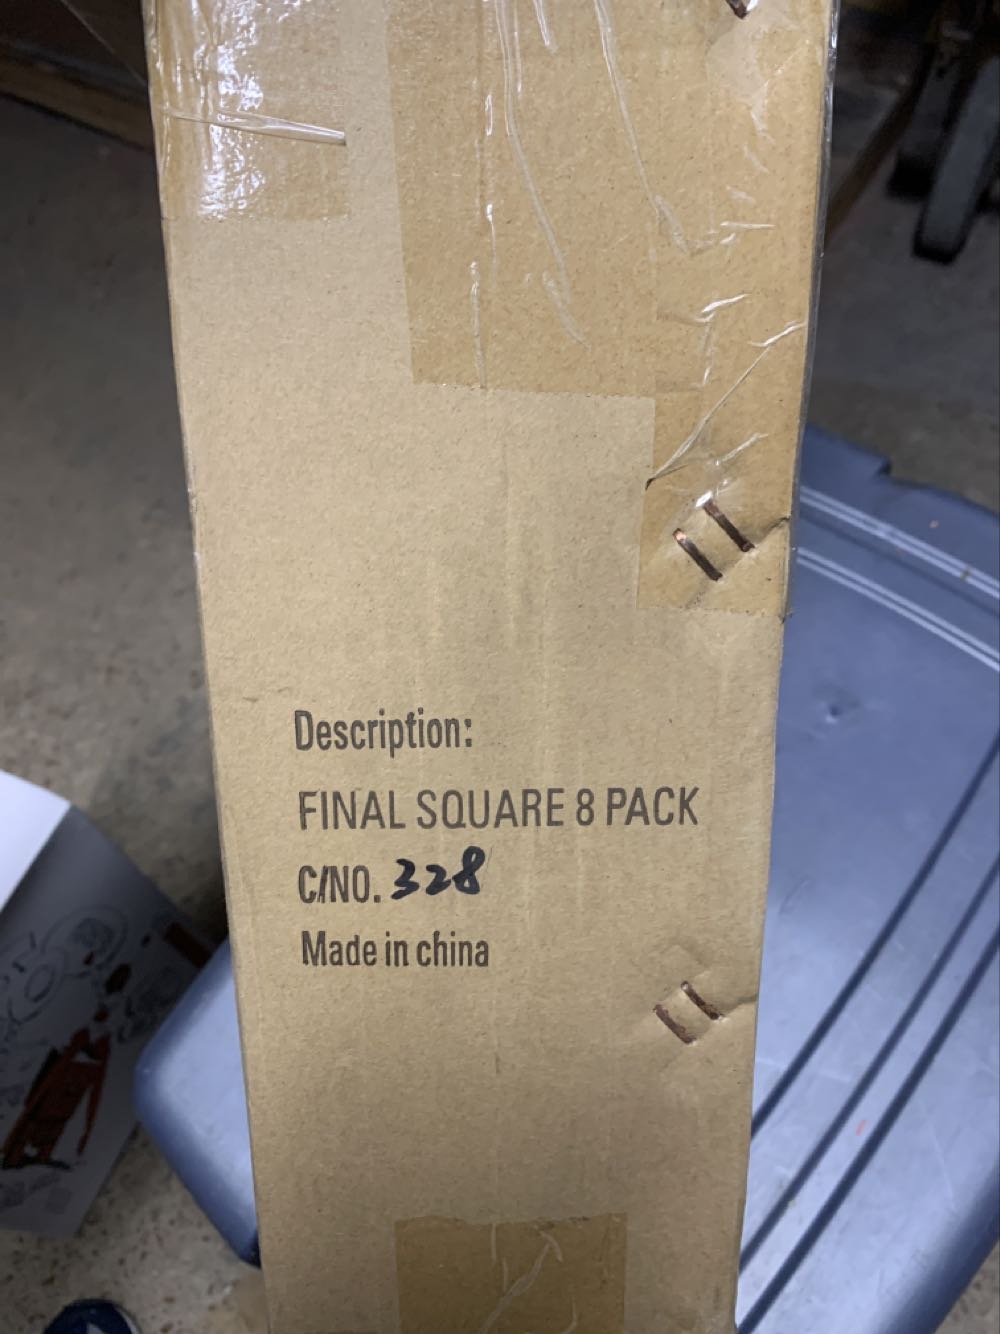 Description:
FINAL SQUARE 8 PACK
C/NO. 328
Made in china